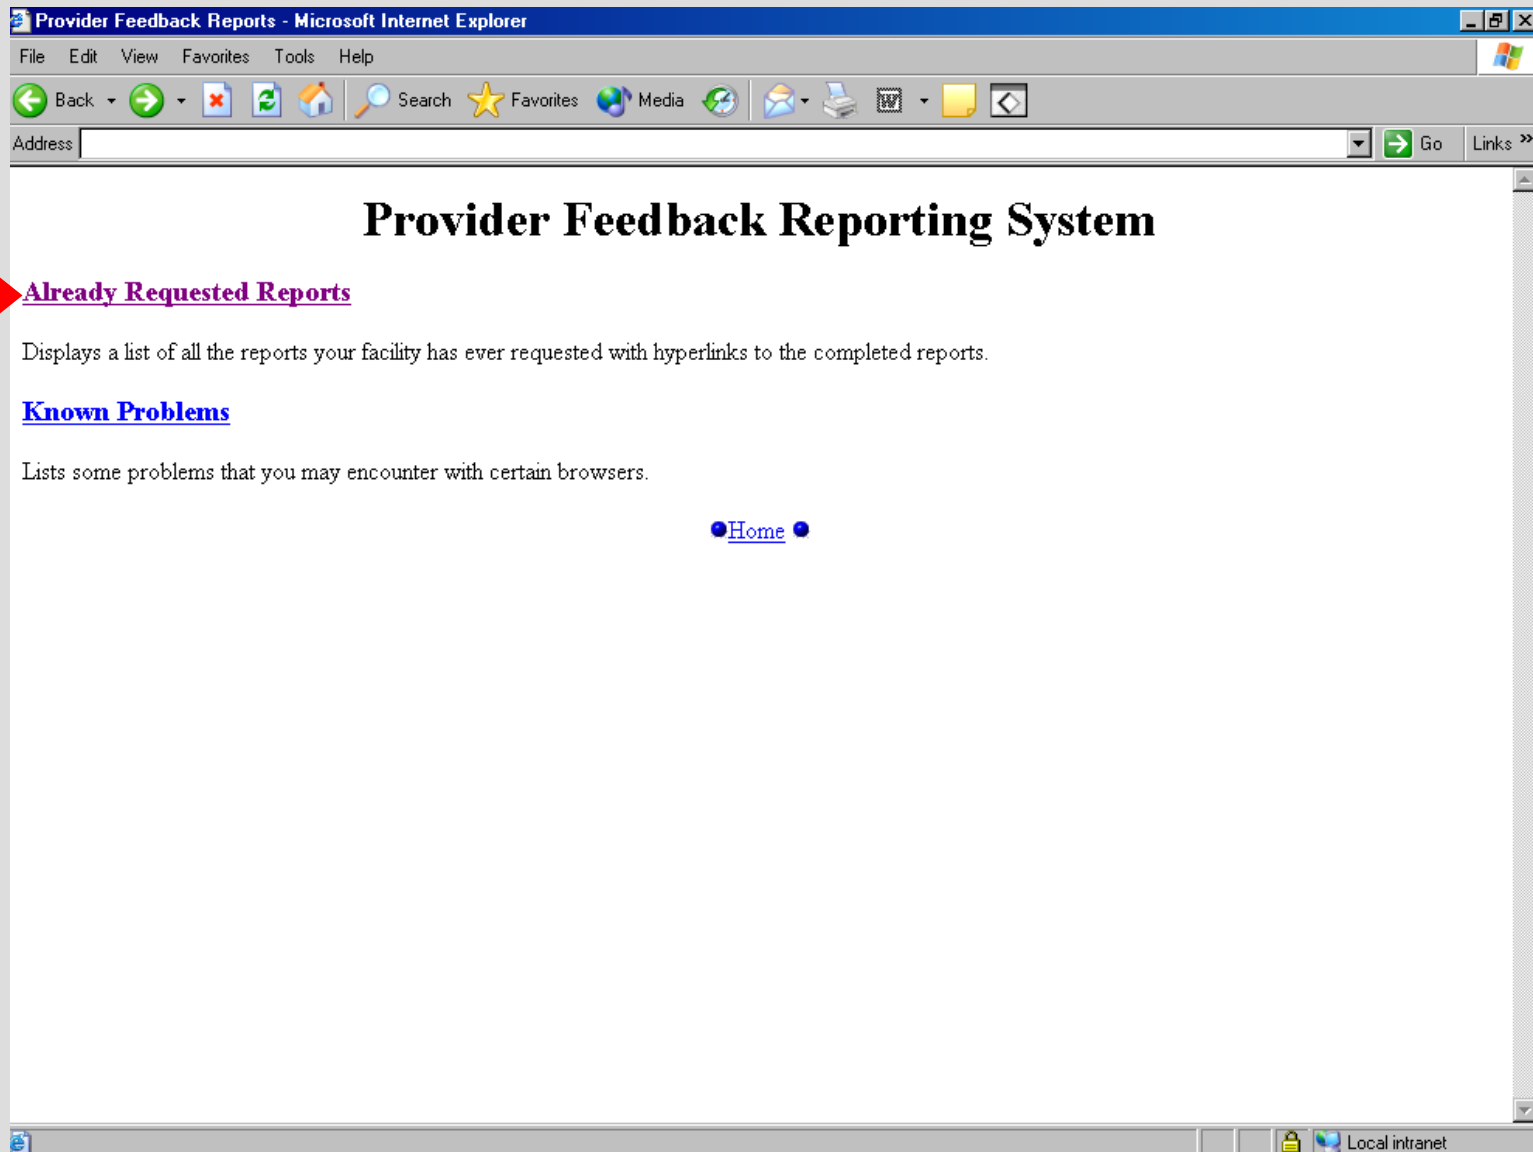 Provider Feedback Reports - Microsoft Internet Explorer
File Edit View Favorites Tools Help
Back Search Favorites Media
Address Go Links »
Provider Feedback Reporting System
Already Requested Reports
Displays a list of all the reports your facility has ever requested with hyperlinks to the completed reports.
Known Problems
Lists some problems that you may encounter with certain browsers.
Home
Local intranet